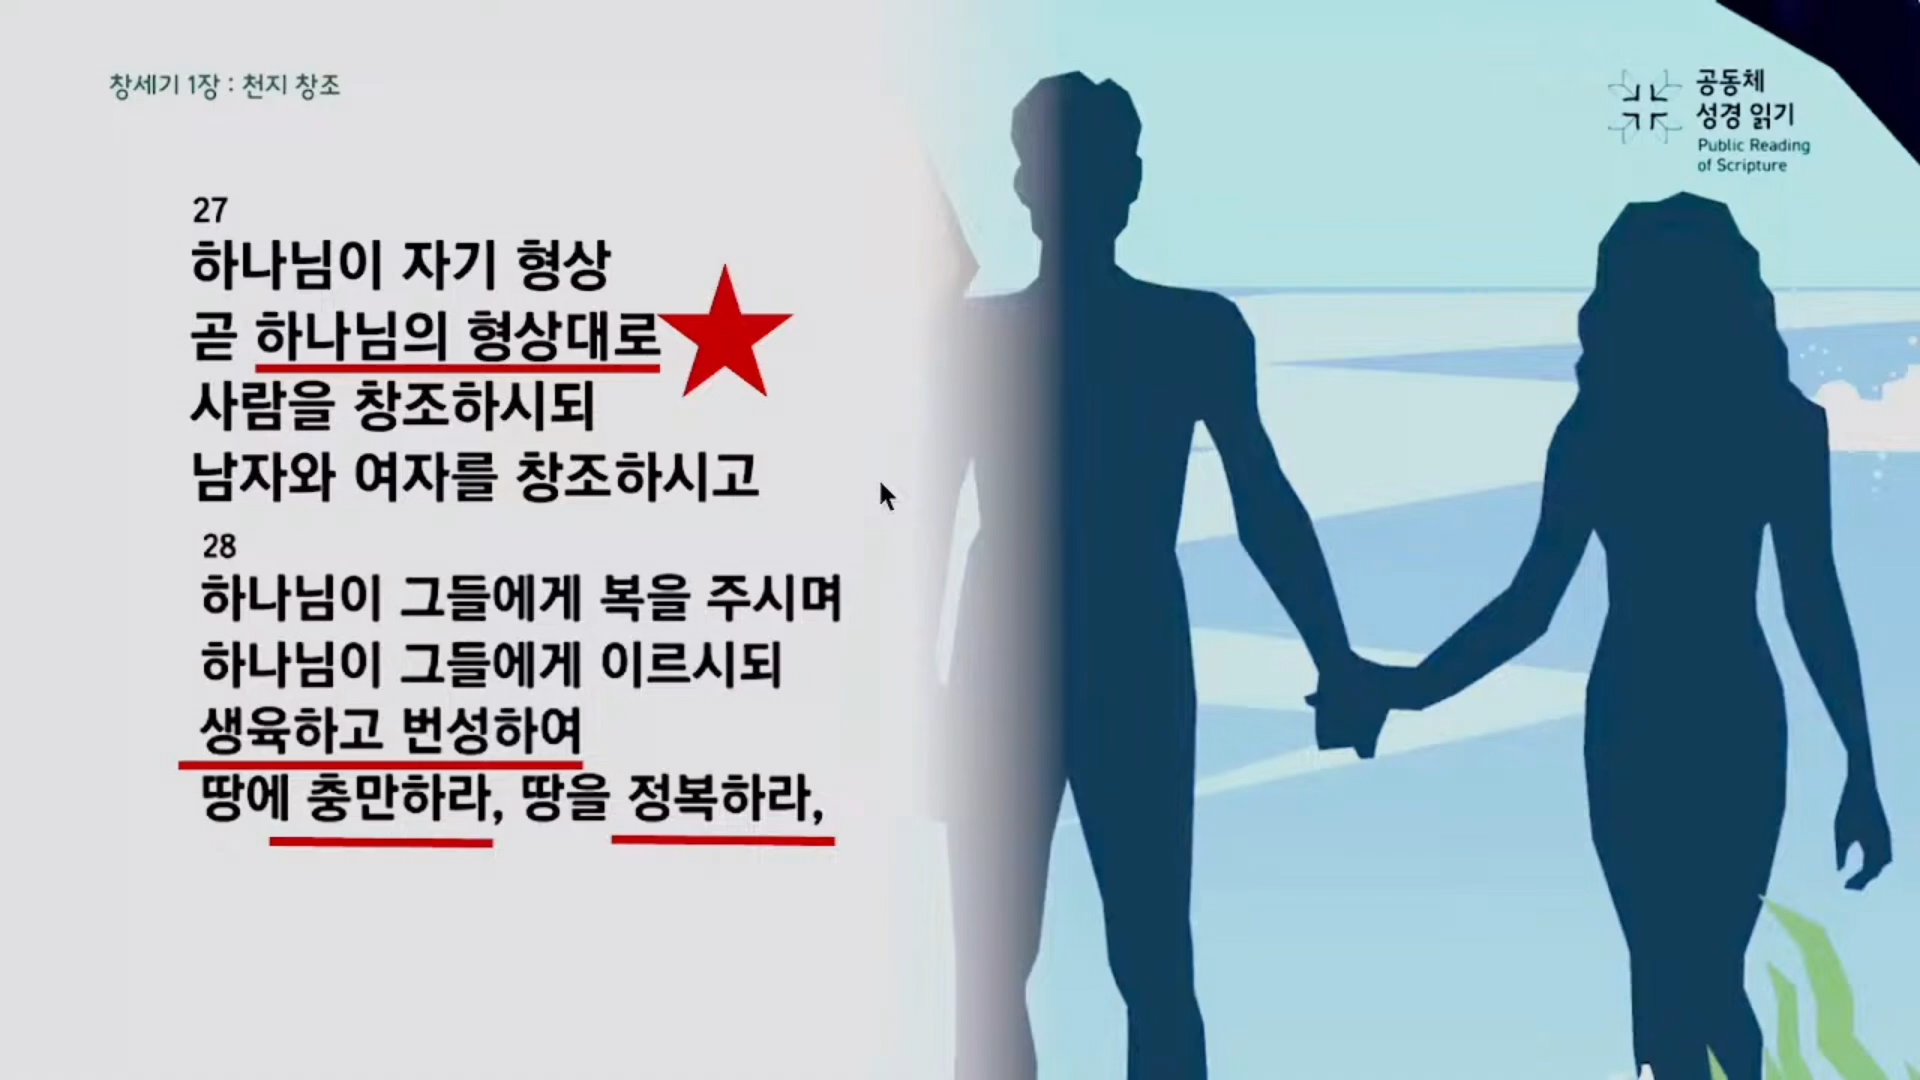 창세기 1장 : 천지 창조
공동체
성경 읽기
Public Reading
of Scripture
27
하나님이 자기 형상
곧 하나님의 형상대로
사람을 창조하시되
남자와 여자를 창조하시고
28
하나님이 그들에게 복을 주시며
하나님이 그들에게 이르시되
생육하고 번성하여
땅에 충만하라, 땅을 정복하라,